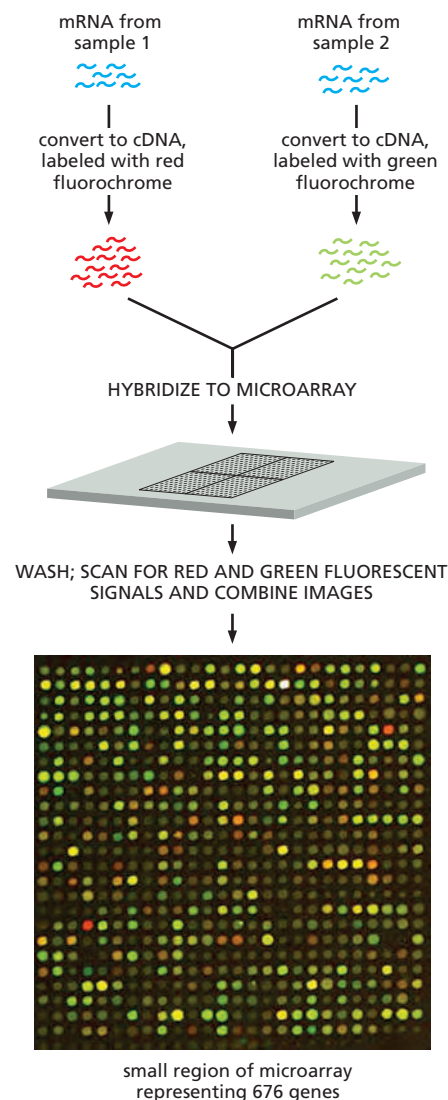 mRNA from
sample 1
mRNA from
sample 2
convert to cDNA,
labeled with red
fluorochrome
convert to cDNA,
labeled with green
fluorochrome
HYBRIDIZE TO MICROARRAY
WASH; SCAN FOR RED AND GREEN FLUORESCENT
SIGNALS AND COMBINE IMAGES
small region of microarray
representing 676 genes